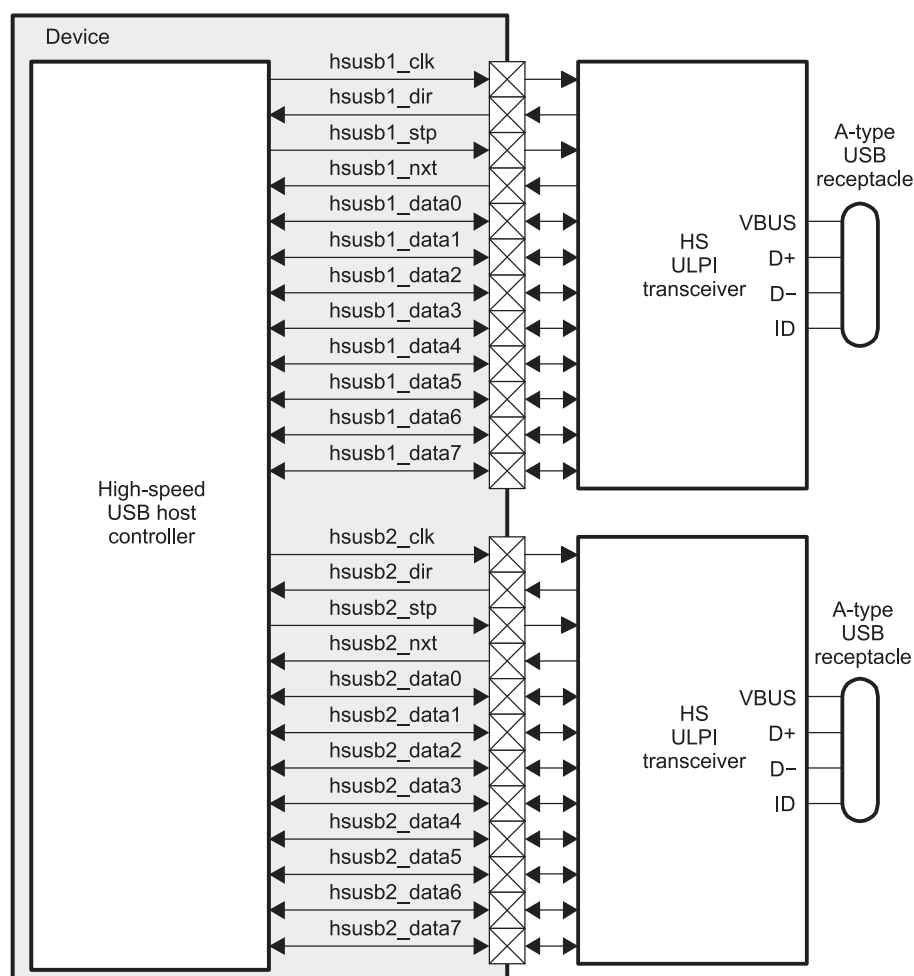 Device
hsusb1_clk
hsusb1_dir
hsusb1_stp
hsusb1_nxt
hsusb1_data0
hsusb1_data1
hsusb1_data2
hsusb1_data3
hsusb1_data4
hsusb1_data5
hsusb1_data6
hsusb1_data7
HS
ULPI
transceiver
VBUS
D+
D−
ID
A-type
USB
receptacle
High-speed
USB host
controller
hsusb2_clk
hsusb2_dir
hsusb2_stp
hsusb2_nxt
hsusb2_data0
hsusb2_data1
hsusb2_data2
hsusb2_data3
hsusb2_data4
hsusb2_data5
hsusb2_data6
hsusb2_data7
HS
ULPI
transceiver
VBUS
D+
D−
ID
A-type
USB
receptacle